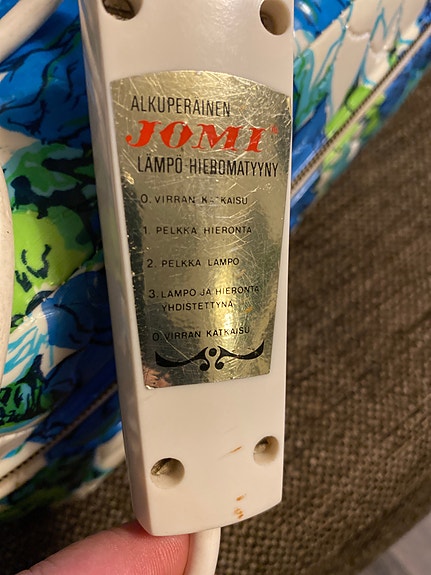 ALKUPERAINEN
JOMI®
LÄMPÖ-HIEROMATYYNY
0. VIRRAN KATKAISU
1. PELKKA HIERONTA
2. PELKKA LAMPO
3. LAMPO JA HIERONTA
YHDISTETTYNA
0 VIRRAN KATKAISU